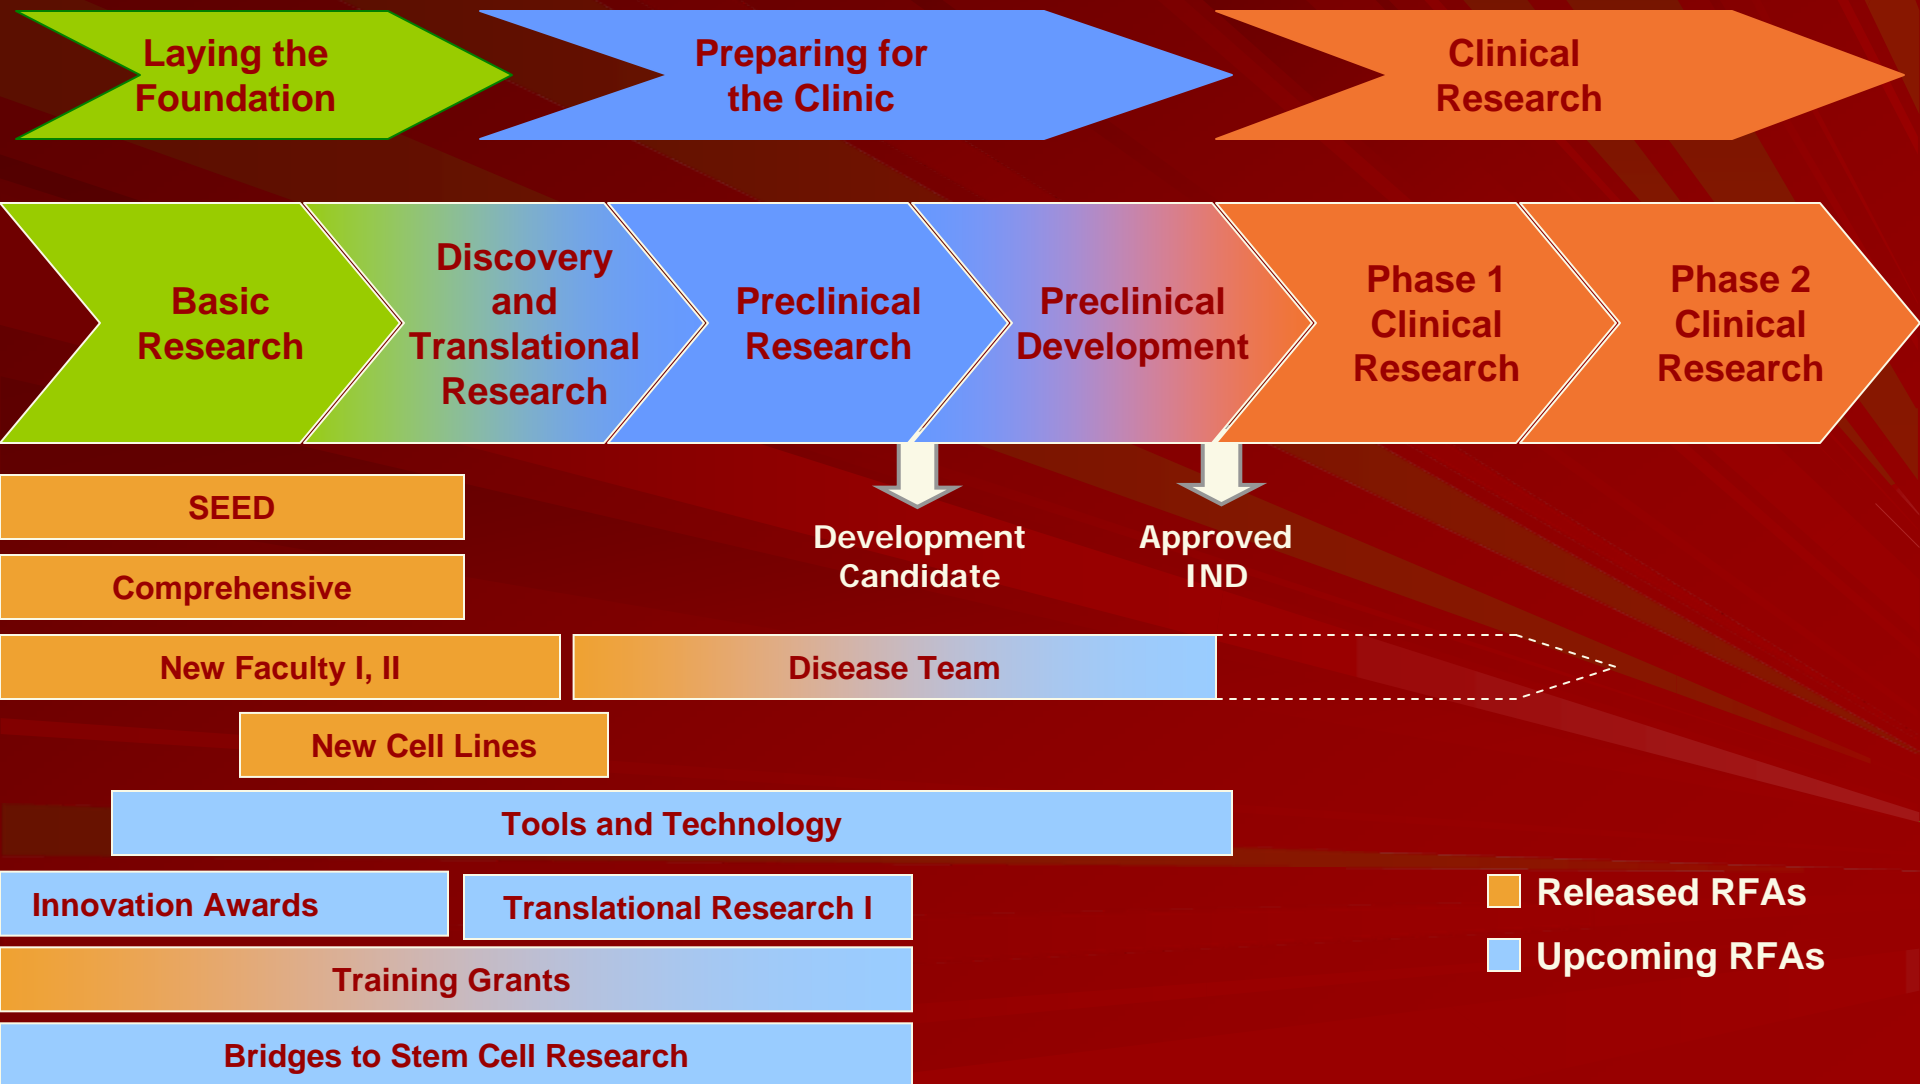 Laying the
Foundation
Preparing for
the Clinic
Clinical
Research
Basic
Research
Discovery
and
Translational
Research
Preclinical
Research
Preclinical
Development
Phase 1
Clinical
Research
Phase 2
Clinical
Research
Development
Candidate
Approved
IND
SEED
Comprehensive
New Faculty I, II
Disease Team
New Cell Lines
Tools and Technology
Innovation Awards
Translational Research I
Training Grants
Bridges to Stem Cell Research
Released RFAs
Upcoming RFAs